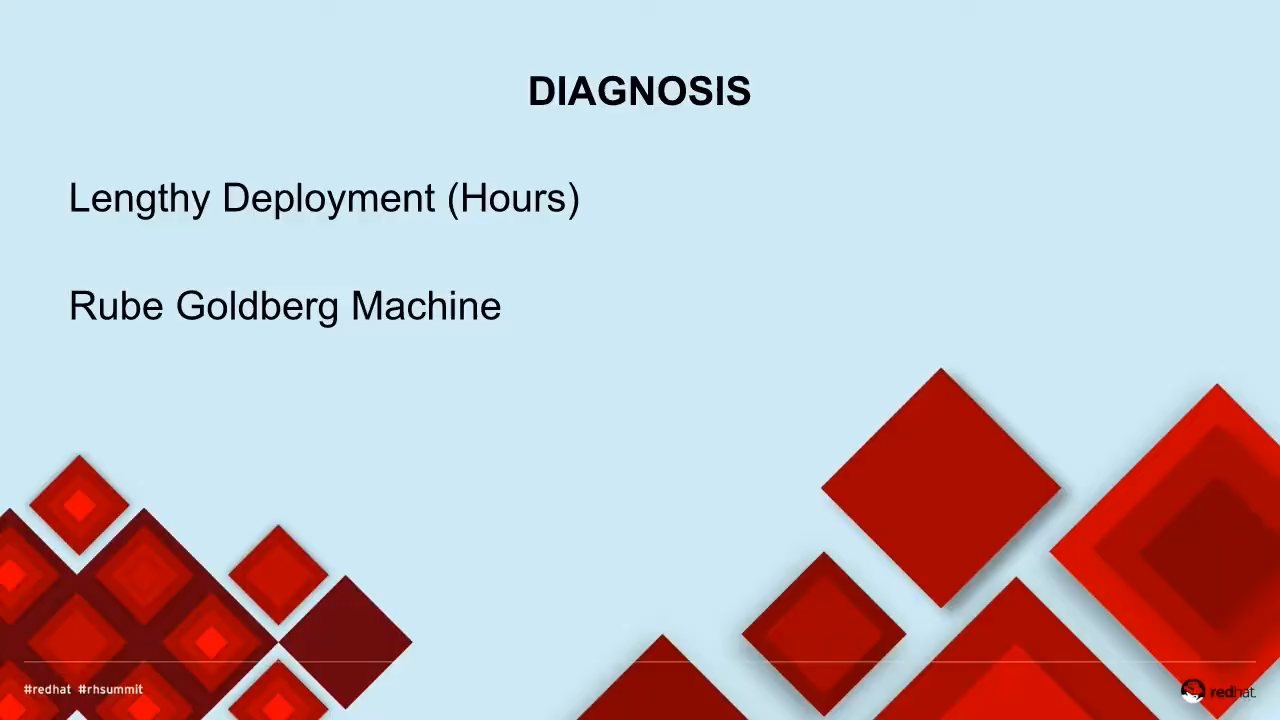 DIAGNOSIS
Lengthy Deployment (Hours)
Rube Goldberg Machine
#redhat #rhsummit
redhat.